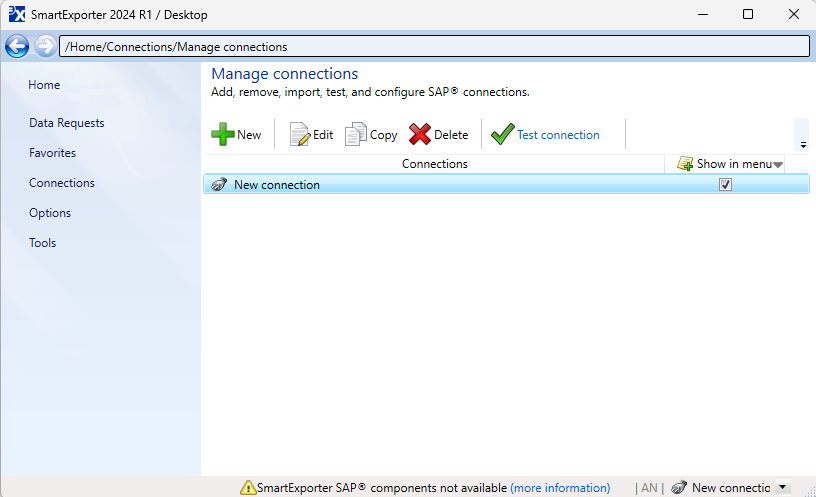 SmartExporter 2024 R1 / Desktop
/Home/Connections/Manage connections
Home
Data Requests
Favorites
Connections
Options
Tools
Manage connections
Add, remove, import, test, and configure SAP® connections.
New Edit Copy Delete Test connection
Connections Show in menu
New connection
SmartExporter SAP® components not available (more information) | AN | New connectio